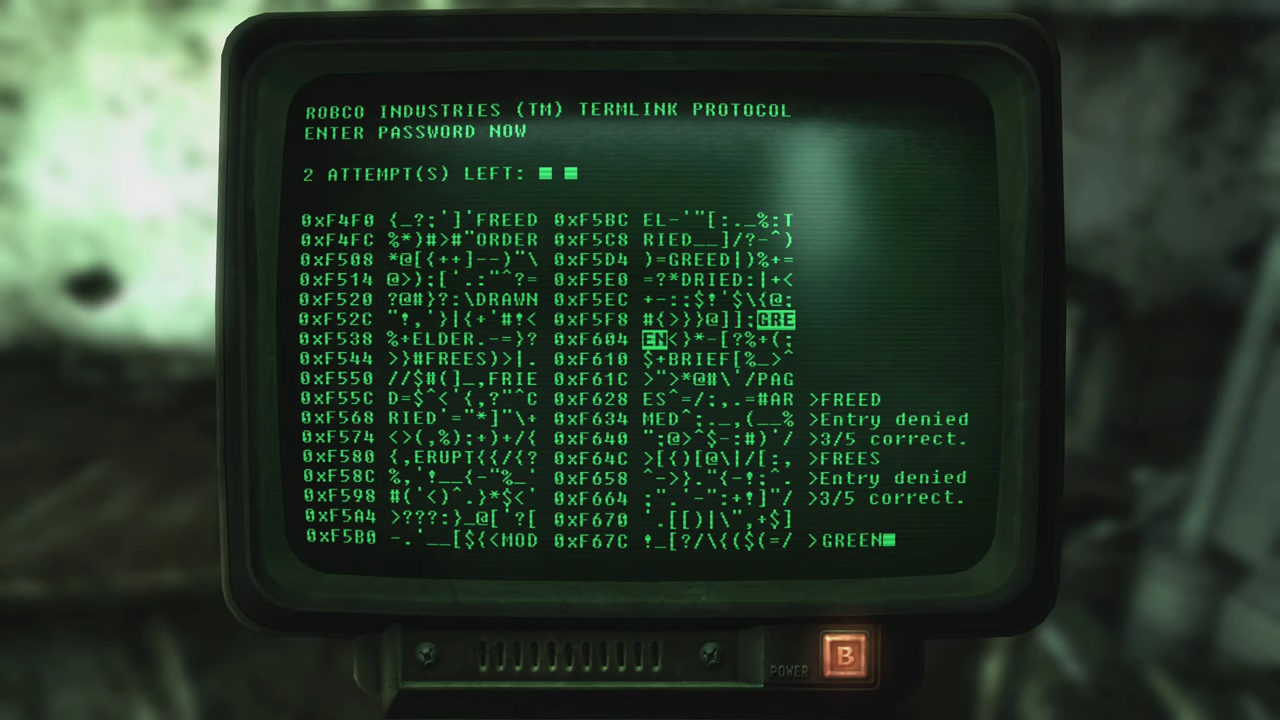 ROBCO INDUSTRIES (TM) TERMLINK PROTOCOL
ENTER PASSWORD NOW
2 ATTEMPT(S) LEFT:
0xF4F0 {_?;']'FREED 0xF5BC EL-'"[:._%:T
0xF4FC %*)#>#"ORDER 0xF5C8 RIED__]/?-^)
0xF508 *@[{++]--)"\ 0xF5D4 )=GREED|)%+=
0xF514 @>);['.:"^?= 0xF5E0 =?*DRIED:|+<
0xF520 ?@#}?:\DRAWN 0xF5EC +-:;$!'$\{@;
0xF52C "!,'}|{+'#!< 0xF5F8 #{>}}@]];GRE
0xF538 %+ELDER.-=}? 0xF604 EN<}*-[?%+(;
0xF544 >}#FREES)>|. 0xF610 $+BRIEF[%_>^
0xF550 //$#(]_,FRIE 0xF61C >">*@#\'/PAG
0xF55C D=$^<'{,?"^C 0xF628 ES^=/:,.=#AR >FREED
0xF568 RIED'="*]"\+ 0xF634 MED^;._,(__% >Entry denied
0xF574 <>(,%);+)+/{ 0xF640 ";@>^$-:#)'/ >3/5 correct.
0xF580 {,ERUPT{{/{? 0xF64C >[{)[@\|/[:, >FREES
0xF58C %,'!__{-"%_' 0xF658 ^->}."{-!;^. >Entry denied
0xF598 #('<)^.}*$<' 0xF664 ;".'-":+!]"/ >3/5 correct.
0xF5A4 >???:}_@['?[ 0xF670 '.[[)|\",+$]
0xF5B0 -.'__[${<MOD 0xF67C !_[?/\{($(=/ >GREEN
POWER
B